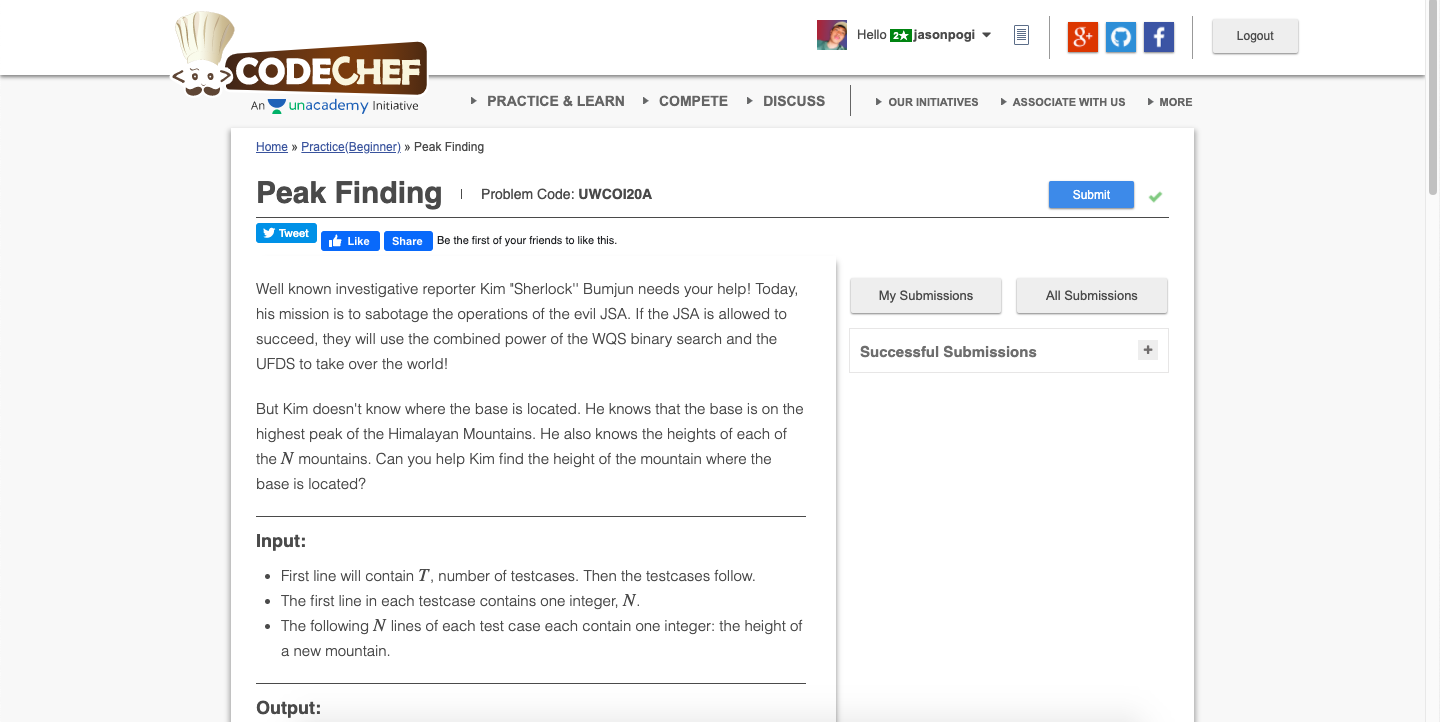 Hello 2★ jasonpogi
Logout
CODECHEF
An unacademy Initiative
PRACTICE & LEARN
COMPETE
DISCUSS
OUR INITIATIVES
ASSOCIATE WITH US
MORE
Home » Practice(Beginner) » Peak Finding
Peak Finding
Problem Code: UWCOI20A
Submit
Tweet
Like
Share
Be the first of your friends to like this.
Well known investigative reporter Kim "Sherlock'' Bumjun needs your help! Today,
his mission is to sabotage the operations of the evil JSA. If the JSA is allowed to
succeed, they will use the combined power of the WQS binary search and the
UFDS to take over the world!
But Kim doesn't know where the base is located. He knows that the base is on the
highest peak of the Himalayan Mountains. He also knows the heights of each of
the N mountains. Can you help Kim find the height of the mountain where the
base is located?
Input:
• First line will contain T, number of testcases. Then the testcases follow.
• The first line in each testcase contains one integer, N.
• The following N lines of each test case each contain one integer: the height of
a new mountain.
Output:
My Submissions
All Submissions
Successful Submissions
+